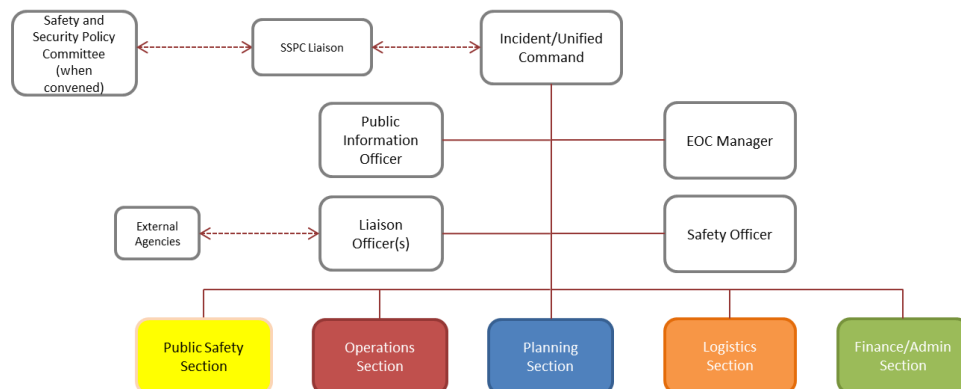 Safety and
Security Policy
Committee
(when
convened)
SSPC Liaison
Incident/Unified
Command
Public
Information
Officer
EOC Manager
External
Agencies
Liaison
Officer(s)
Safety Officer
Public Safety
Section
Operations
Section
Planning
Section
Logistics
Section
Finance/Admin
Section